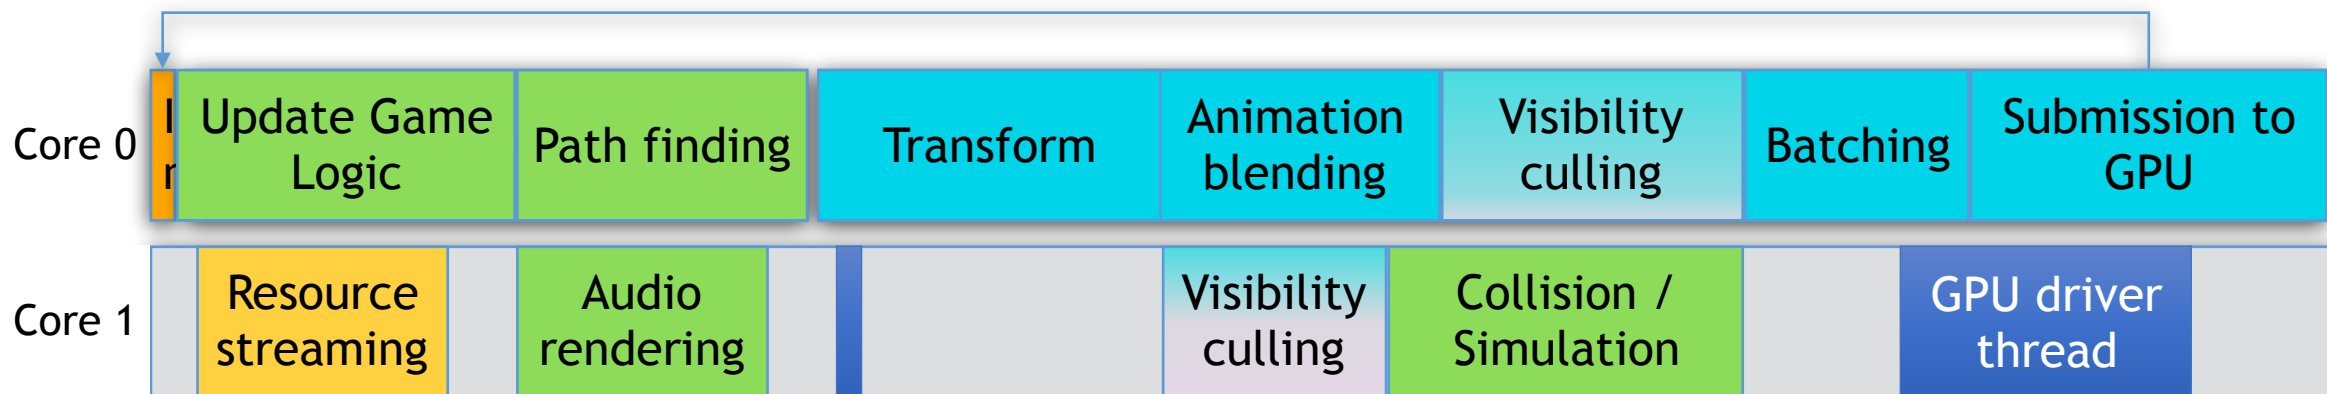 Core 0
Update Game
Logic
Path finding
Transform
Animation
blending
Visibility
culling
Batching
Submission to
GPU
Core 1
Resource
streaming
Audio
rendering
Visibility
culling
Collision /
Simulation
GPU driver
thread